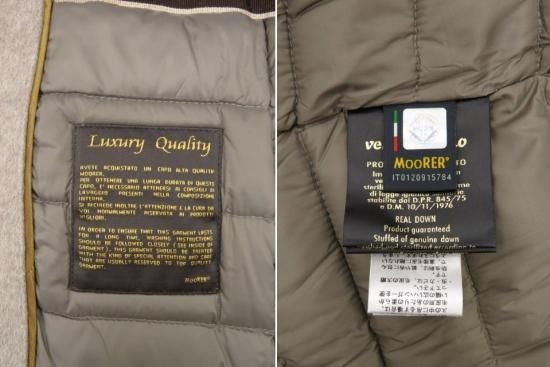 Luxury Quality
AVETE ACQUISTATO UN CAPO ALTA QUALITA'
MOORER.
PER OTTENERE UNA LUNGA DURATA DI QUESTO
CAPO, E' NECESSARIO ATTENERSI AI CONSIGLI DI
LAVAGGIO PRESENTI NELLA COMPOSIZIONE
INTERNA.
SI RICHIEDE INOLTRE L'ATTENZIONE E LA CURA DA
VOI NORMALMENTE RISERVATA AI PRODOTTI
MIGLIORI.
IN ORDER TO ENSURE THAT THIS GARMENT LASTS
FOR A LONG TIME, WASHING INSTRUCTIONS
SHOULD BE FOLLOWED CLOSELY (SEE INSIDE OF
GARMENT). THIS GARMENT SHOULD BE TREATED
WITH THE KIND OF SPECIAL ATTENTION AND CARE
THAT ARE USUALLY RESERVED TO TOP QUALITY
GARMENT.
MOORER®
MOORER®
IT0120915784
di legge igienico
stabilite dal D.P.R. 845/75
e D.M. 10/11/1976
REAL DOWN
Product guaranteed
Stuffed of genuine down